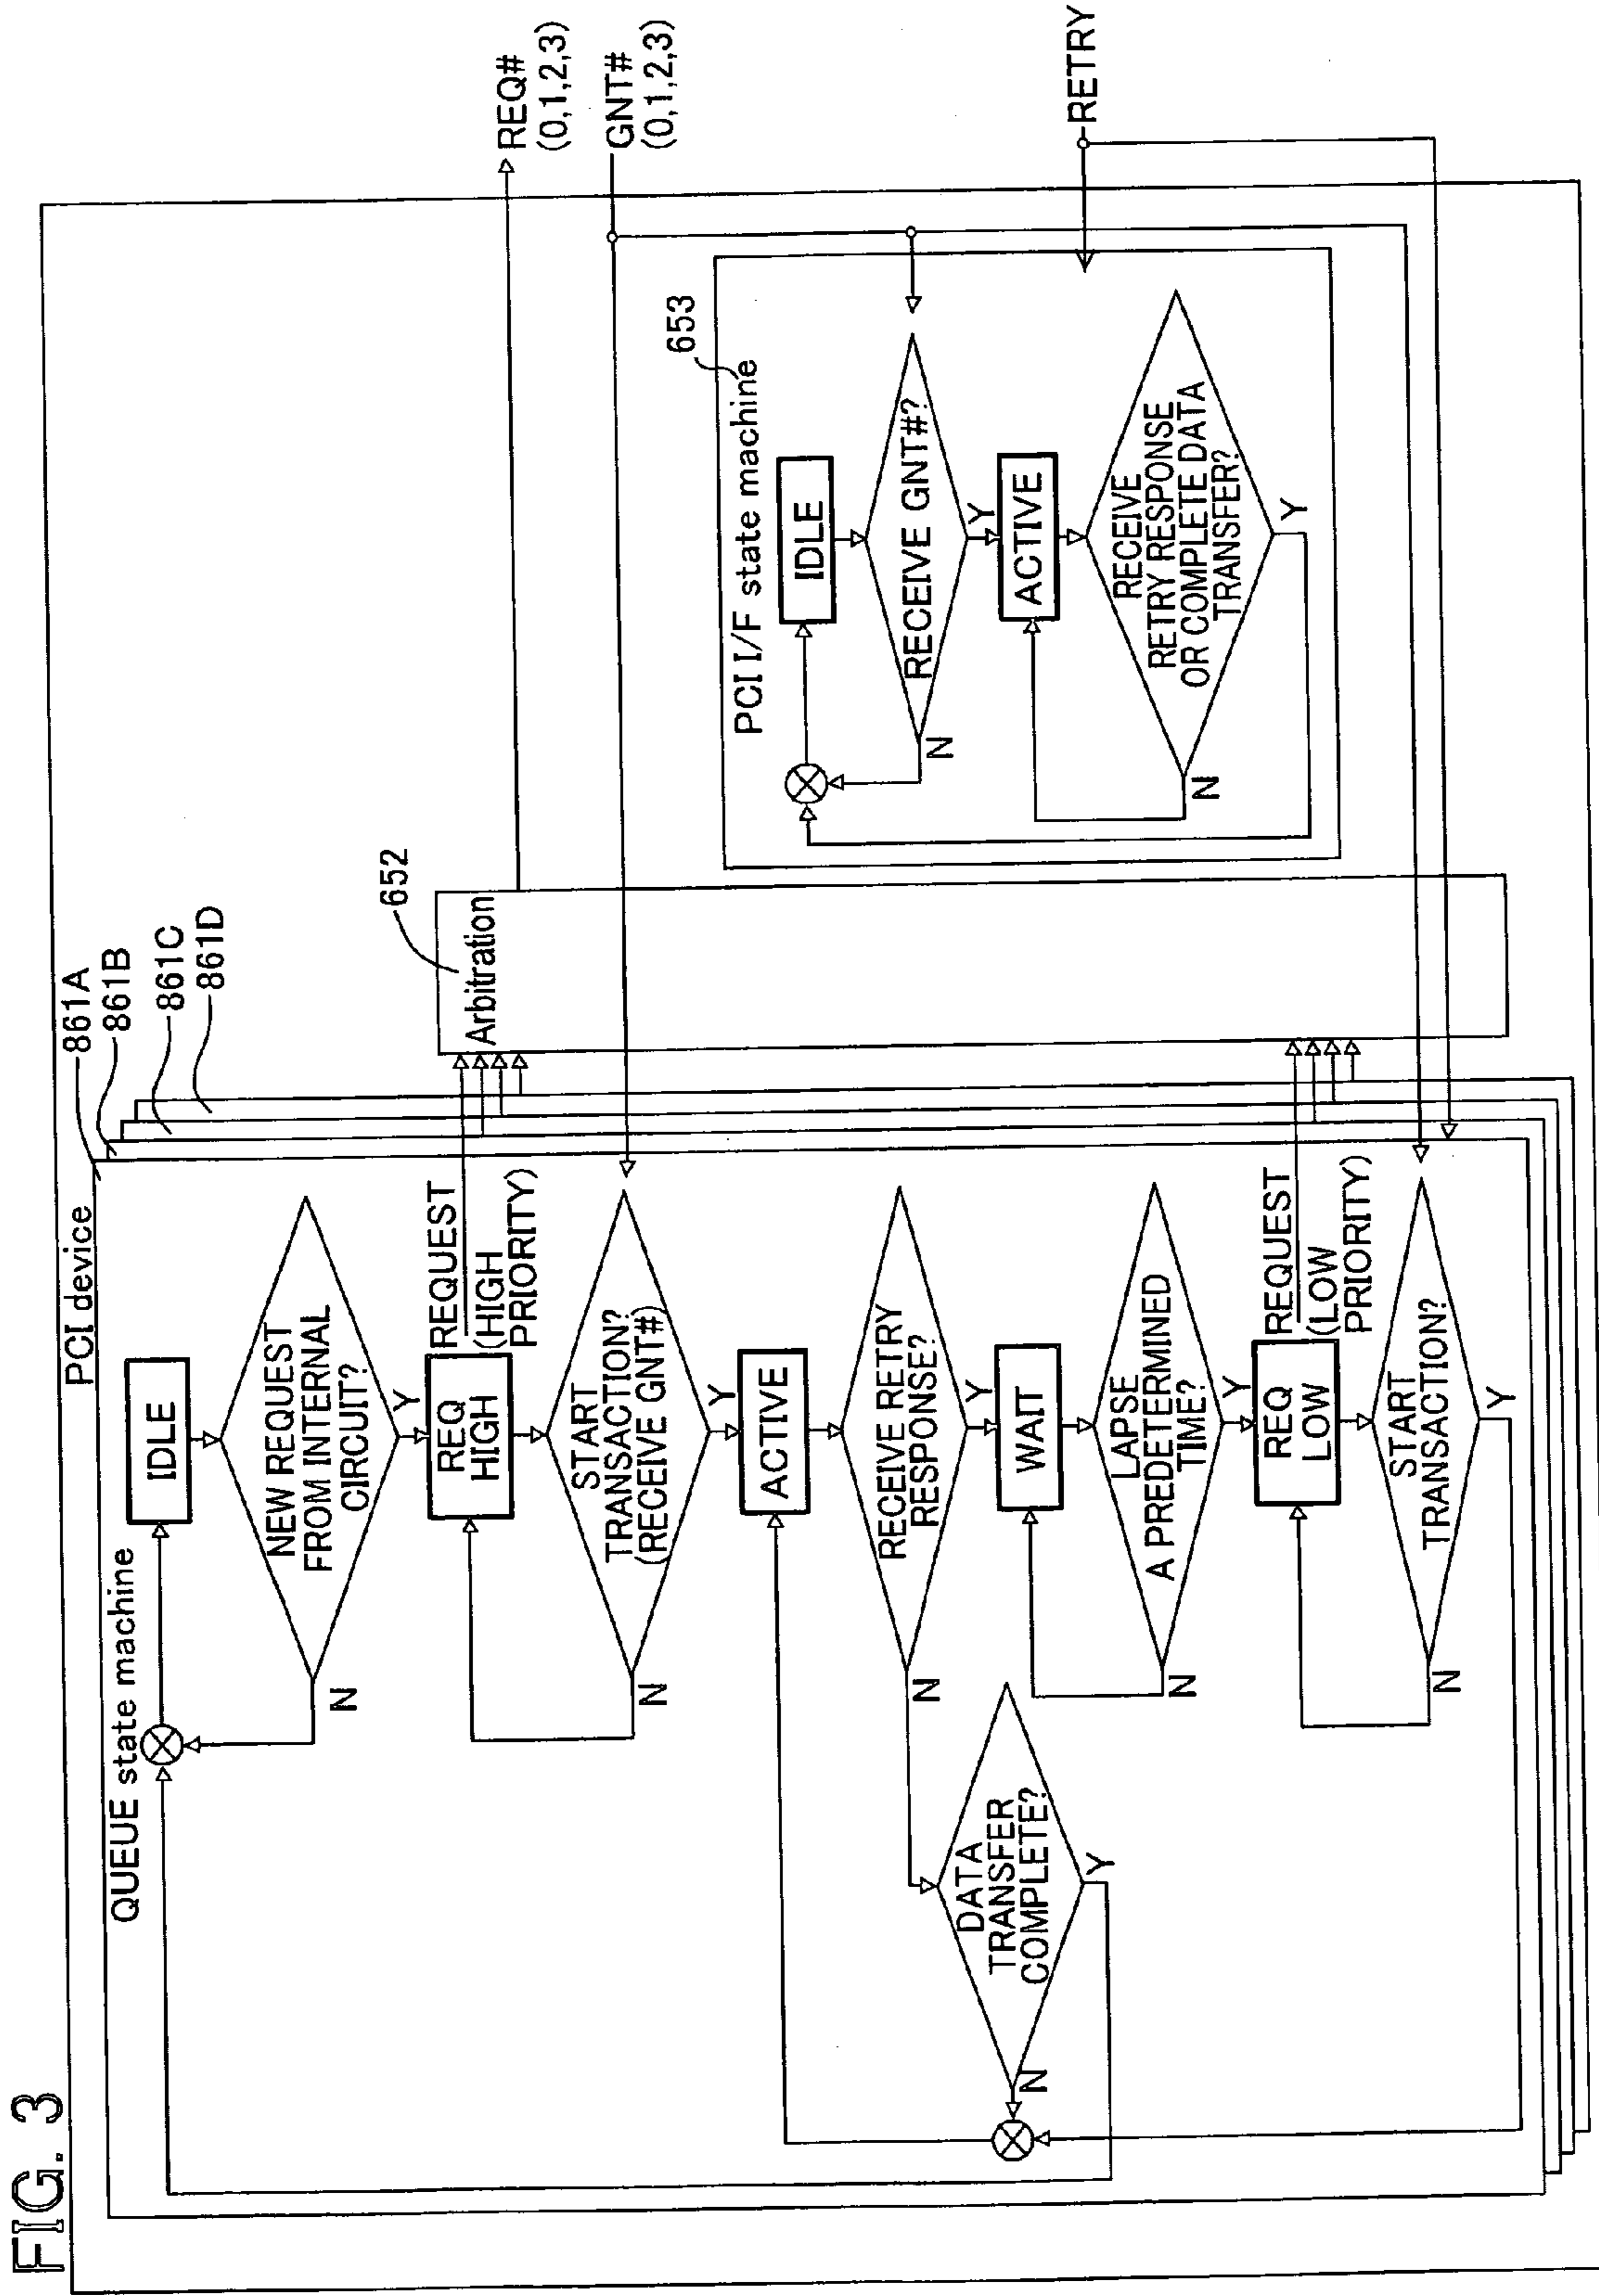 FIG. 3
PCI device
861A
861B
861C
861D
QUEUE state machine
IDLE
NEW REQUEST
FROM INTERNAL
CIRCUIT?
N
Y
REQ
HIGH
REQUEST
(HIGH
PRIORITY)
START
TRANSACTION?
(RECEIVE GNT#)
N
Y
ACTIVE
RECEIVE RETRY
RESPONSE?
N
Y
DATA
TRANSFER
COMPLETE?
N
Y
WAIT
LAPSE
A PREDETERMINED
TIME?
N
Y
REQ
LOW
REQUEST
(LOW
PRIORITY)
START
TRANSACTION?
N
Y
652
Arbitration
REQ#
(0,1,2,3)
GNT#
(0,1,2,3)
653
PCI I/F state machine
IDLE
RECEIVE GNT#?
N
Y
ACTIVE
RECEIVE
RETRY RESPONSE
OR COMPLETE DATA
TRANSFER?
N
Y
RETRY